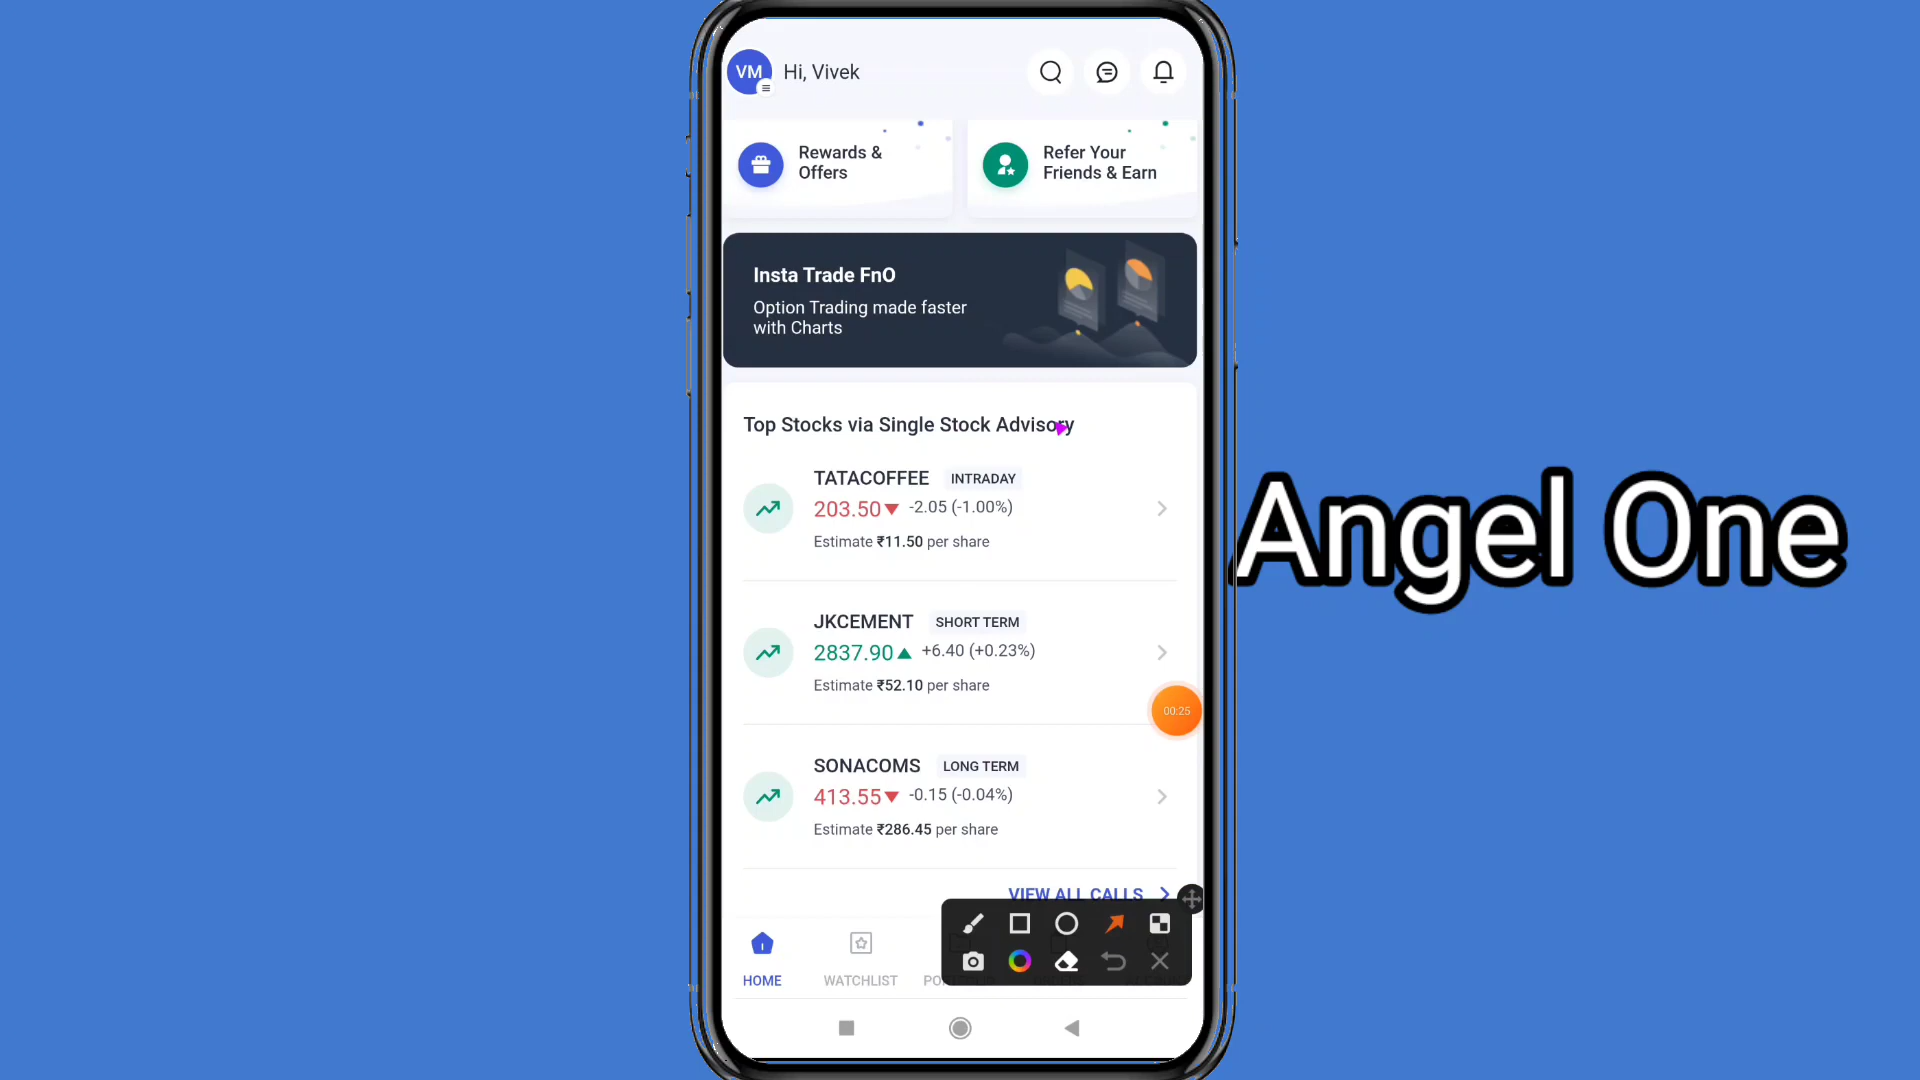 VM Hi, Vivek
Rewards &
Offers
Refer Your
Friends & Earn
Insta Trade FnO
Option Trading made faster
with Charts
Top Stocks via Single Stock Advisory
TATACOFFEE INTRADAY
203.50 -2.05 (-1.00%)
Estimate ₹11.50 per share
Angel One
JKCEMENT SHORT TERM
2837.90 +6.40 (+0.23%)
Estimate ₹52.10 per share
00:25
SONACOMS LONG TERM
413.55 -0.15 (-0.04%)
Estimate ₹286.45 per share
VIEW ALL CALLS
HOME WATCHLIST